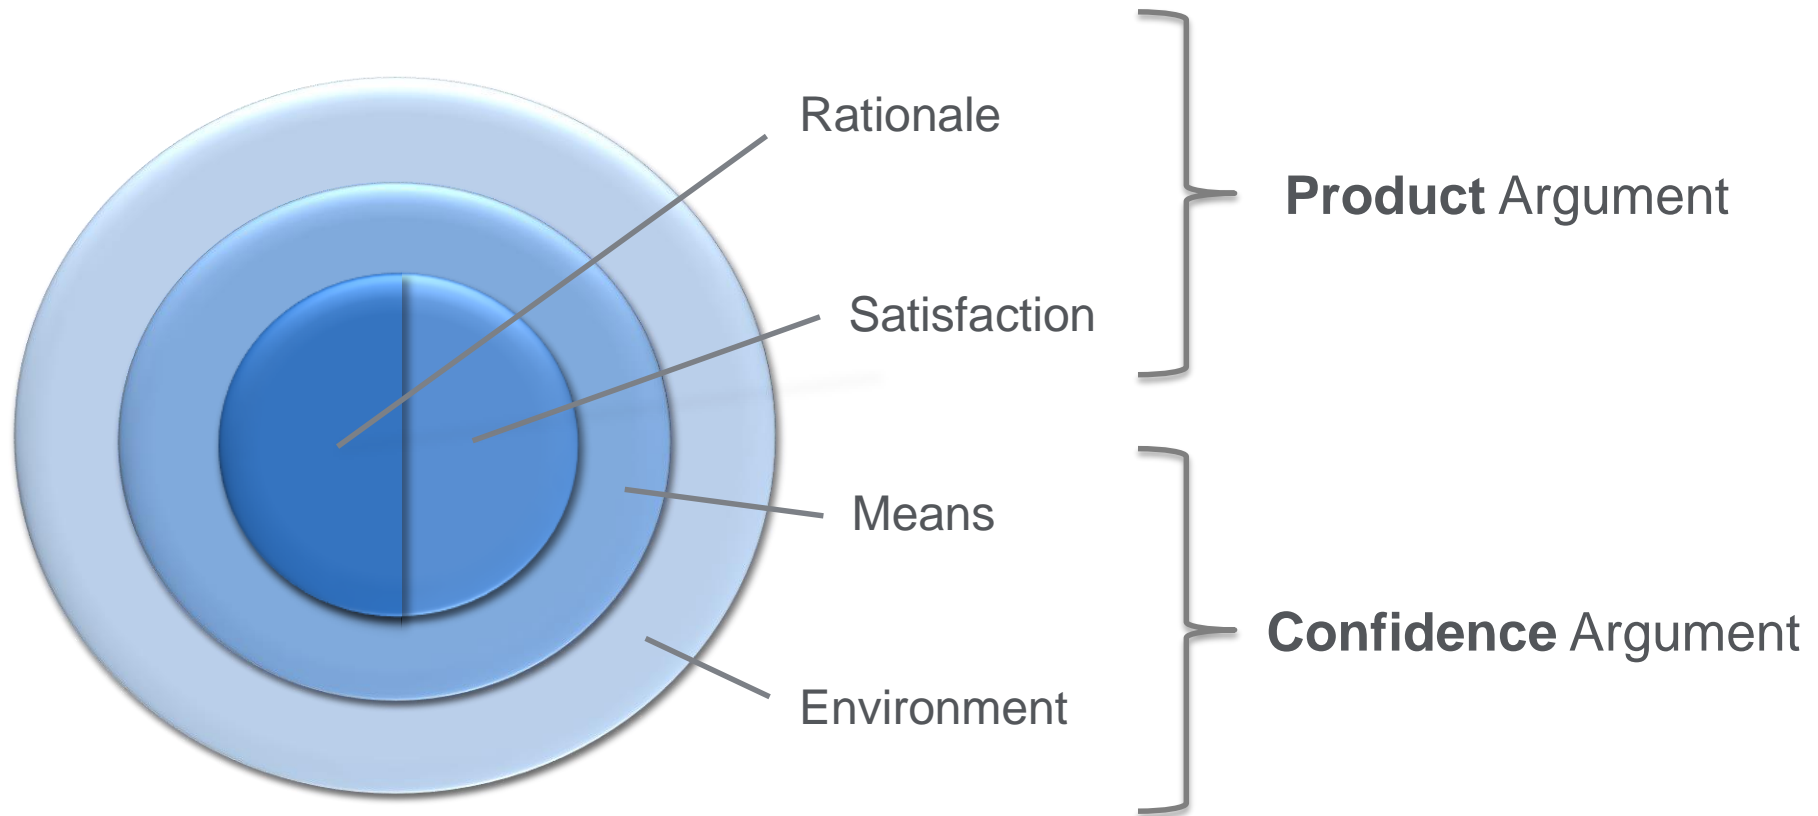 Rationale
Product Argument
Satisfaction
Means
Confidence Argument
Environment